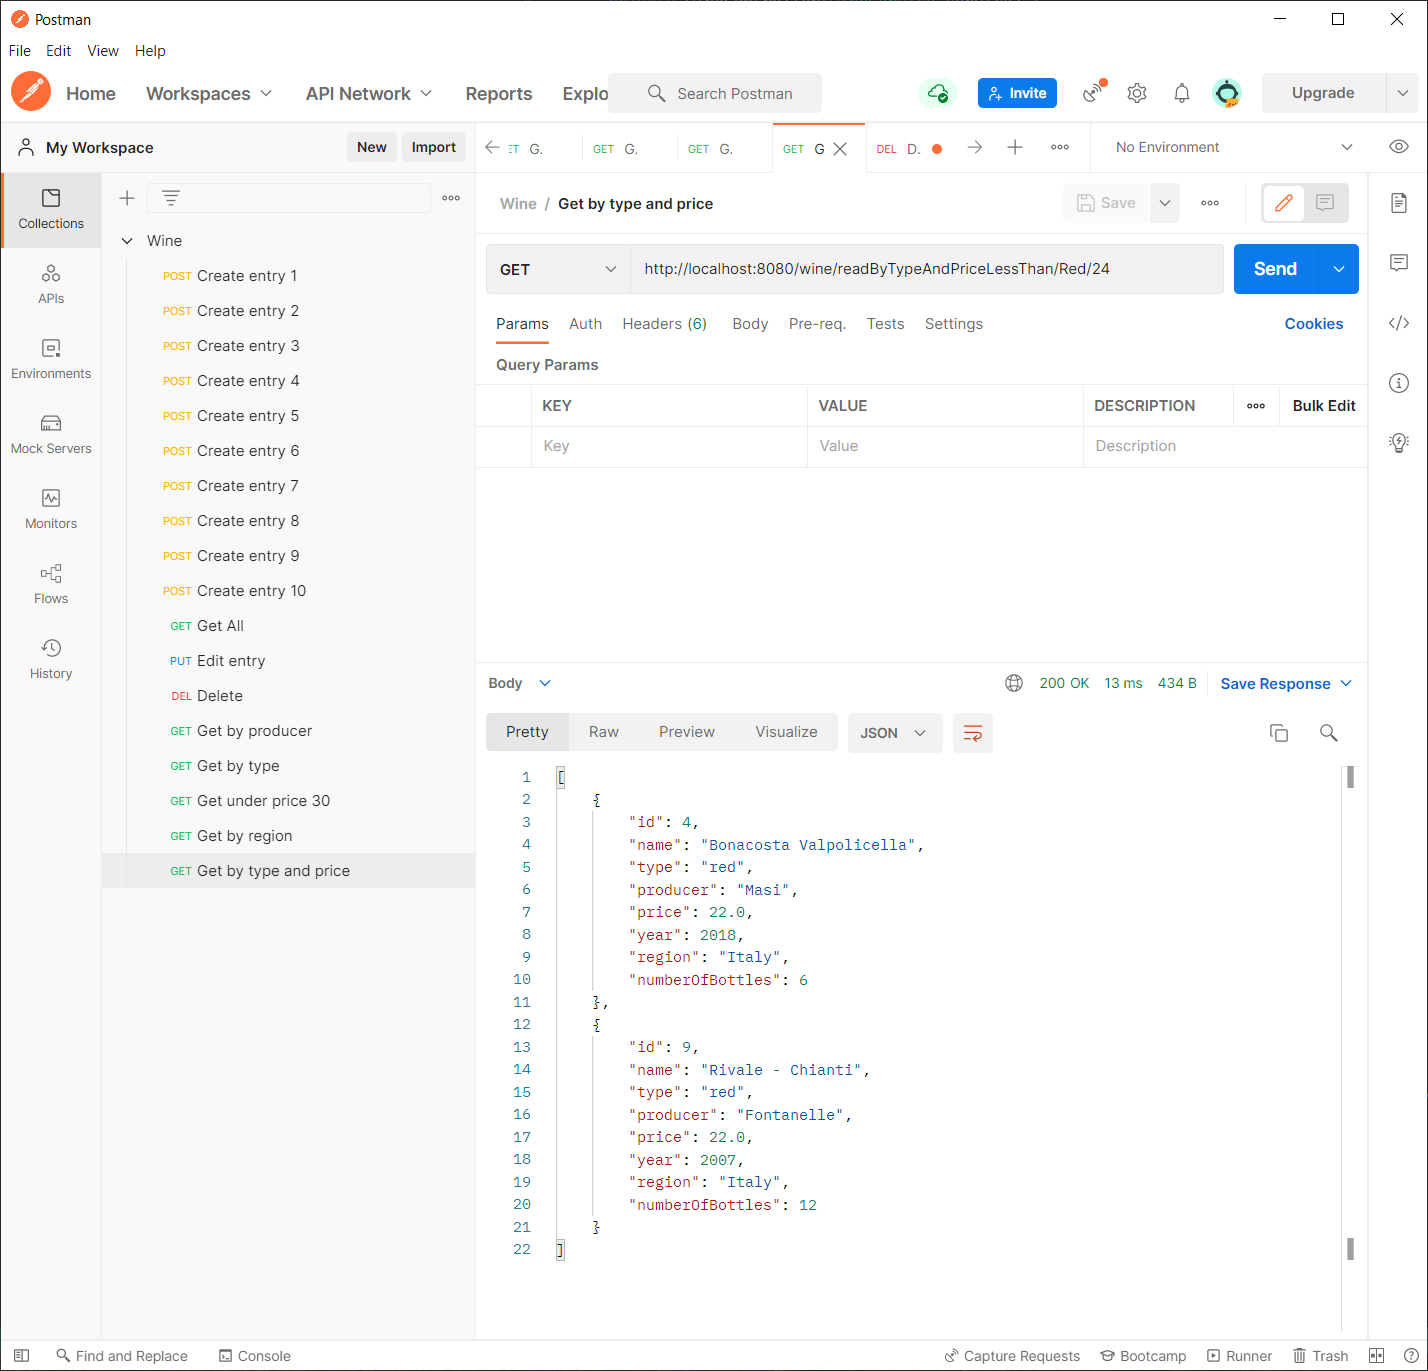 Postman
File Edit View Help
Home Workspaces API Network Reports Explo Search Postman Invite Upgrade
My Workspace New Import
ET G. GET G. GET G. GET G DEL D. No Environment
Collections
APIs
Environments
Mock Servers
Monitors
Flows
History
Wine
POST Create entry 1
POST Create entry 2
POST Create entry 3
POST Create entry 4
POST Create entry 5
POST Create entry 6
POST Create entry 7
POST Create entry 8
POST Create entry 9
POST Create entry 10
GET Get All
PUT Edit entry
DEL Delete
GET Get by producer
GET Get by type
GET Get under price 30
GET Get by region
GET Get by type and price
Wine / Get by type and price Save
GET http://localhost:8080/wine/readByTypeAndPriceLessThan/Red/24 Send
Params Auth Headers (6) Body Pre-req. Tests Settings Cookies
Query Params
KEY VALUE DESCRIPTION Bulk Edit
Key Value Description
Body 200 OK 13 ms 434 B Save Response
Pretty Raw Preview Visualize JSON
1 [
2 {
3 "id": 4,
4 "name": "Bonacosta Valpolicella",
5 "type": "red",
6 "producer": "Masi",
7 "price": 22.0,
8 "year": 2018,
9 "region": "Italy",
10 "numberOfBottles": 6
11 },
12 {
13 "id": 9,
14 "name": "Rivale - Chianti",
15 "type": "red",
16 "producer": "Fontanelle",
17 "price": 22.0,
18 "year": 2007,
19 "region": "Italy",
20 "numberOfBottles": 12
21 }
22 ]
Find and Replace Console Capture Requests Bootcamp Runner Trash